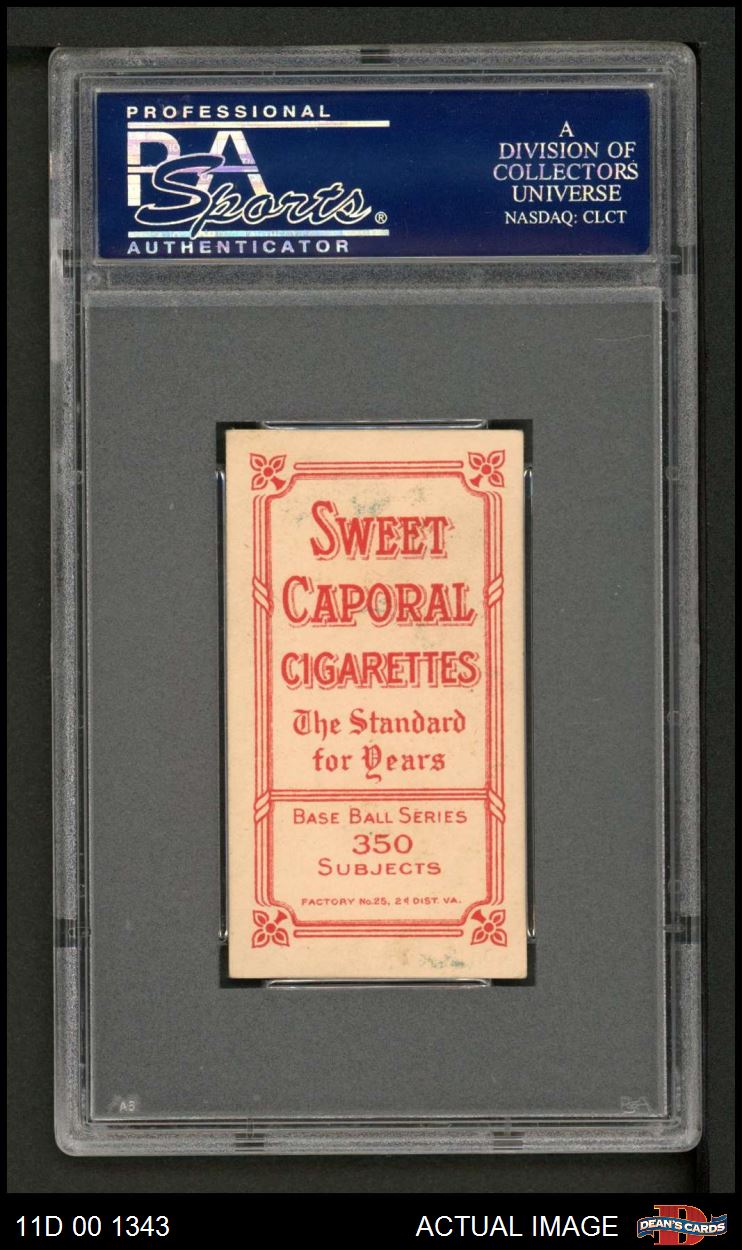 PROFESSIONAL
PSA
Sports®
AUTHENTICATOR
A
DIVISION OF
COLLECTORS
UNIVERSE
NASDAQ: CLCT
SWEET
CAPORAL
CIGARETTES
The Standard
for Years
BASE BALL SERIES
350
SUBJECTS
FACTORY No.25, 2d DIST. VA.
PSA
11D 00 1343
ACTUAL IMAGE
D
DEAN'S CARDS